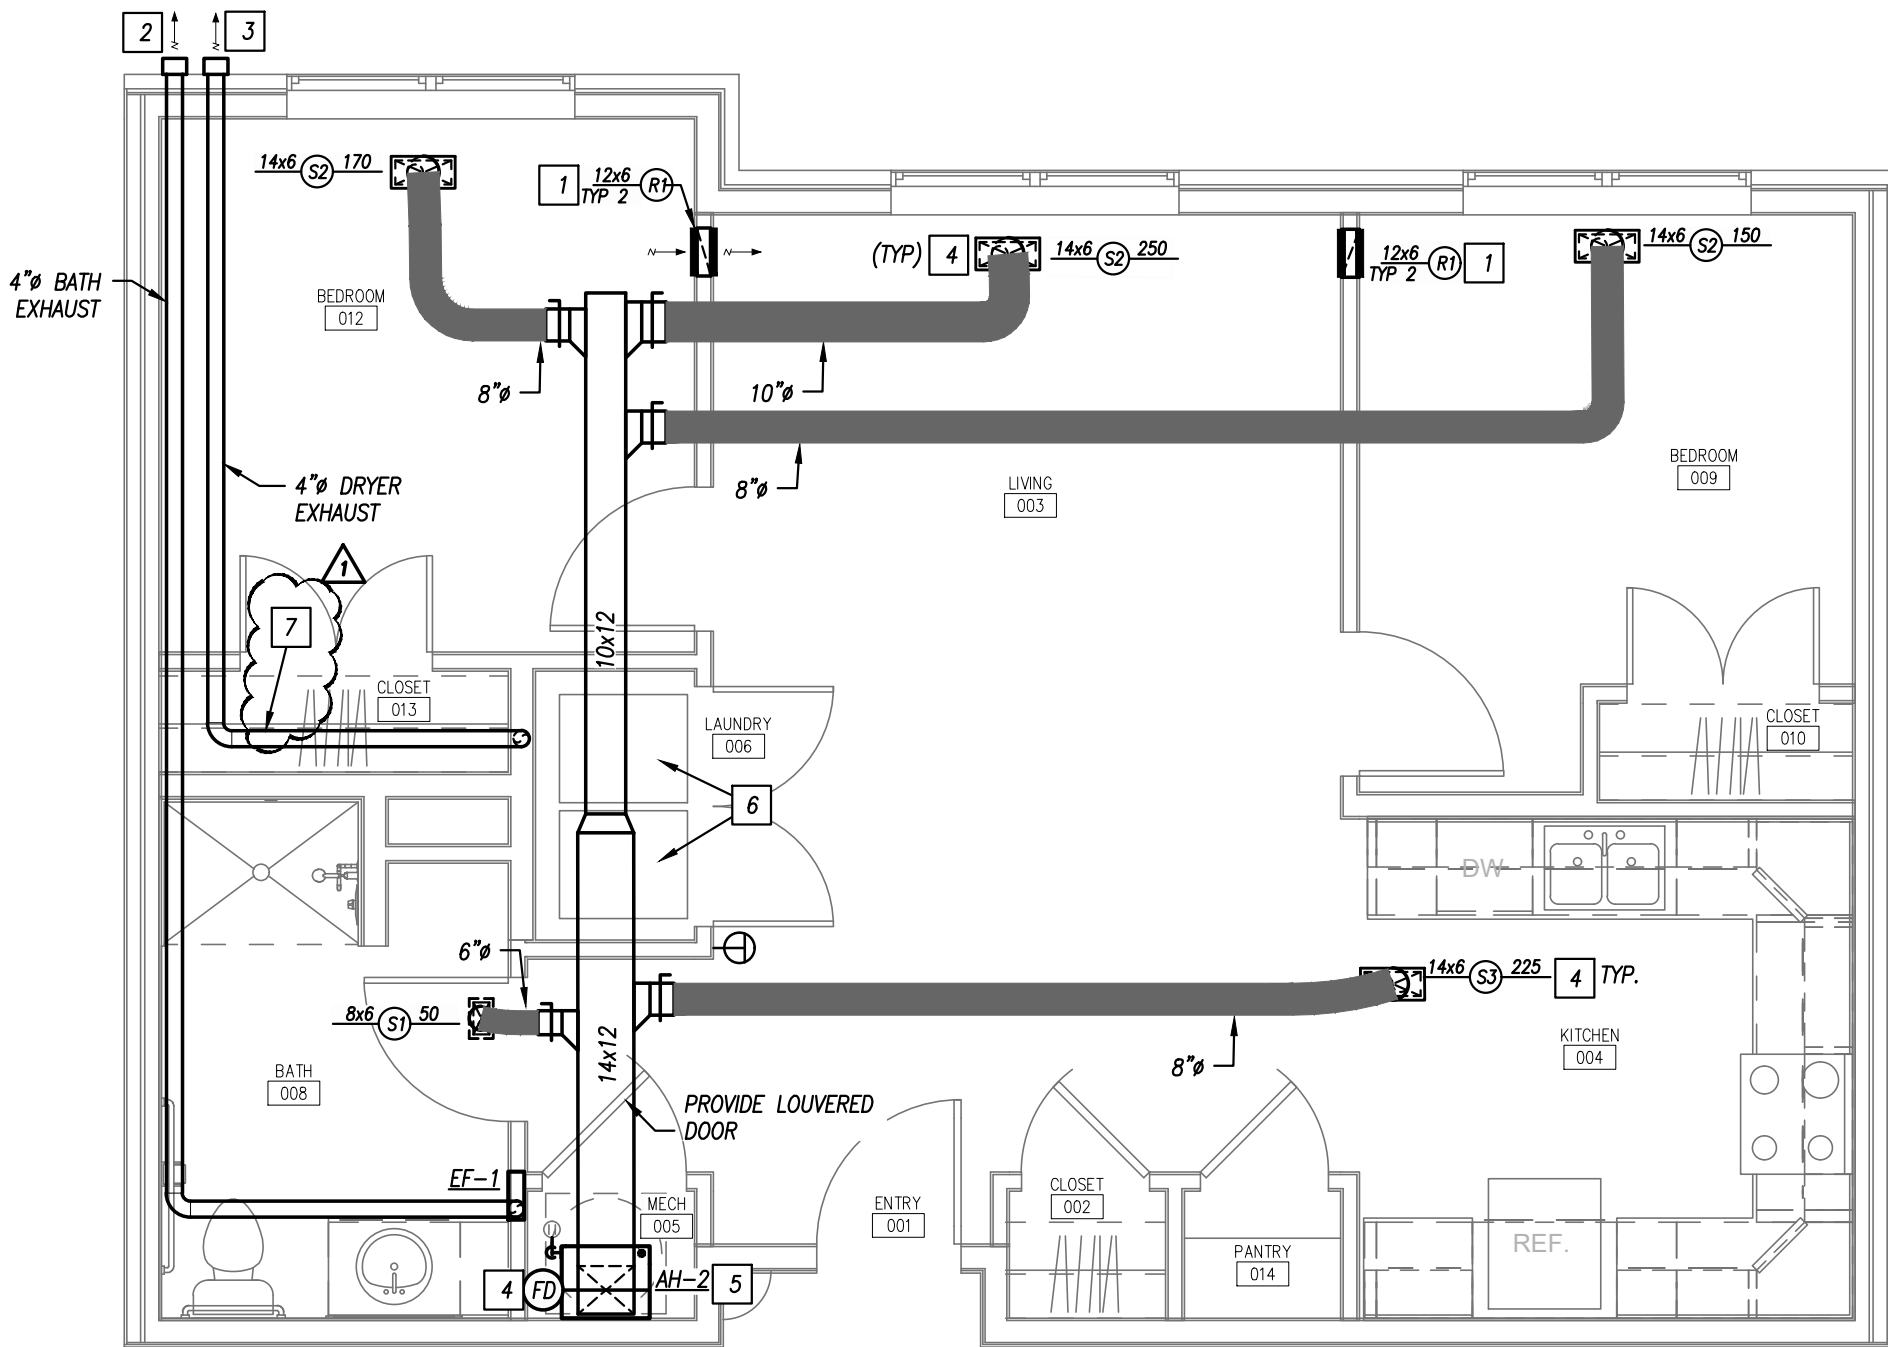 2
3
14x6 S2 170
1 12x6 R1
TYP 2
(TYP) 4
14x6 S2 250
12x6 R1 1
TYP 2
14x6 S2 150
4"ø BATH
EXHAUST
BEDROOM
012
8"ø
10"ø
8"ø
4"ø DRYER
EXHAUST
LIVING
003
BEDROOM
009
1
7
10x12
CLOSET
013
LAUNDRY
006
CLOSET
010
6
DW
6"ø
8x6 S1 50
14x6 S3 225 4 TYP.
14x12
8"ø
KITCHEN
004
BATH
008
PROVIDE LOUVERED
DOOR
EF-1
MECH
005
ENTRY
001
CLOSET
002
PANTRY
014
REF.
4 FD AH-2 5